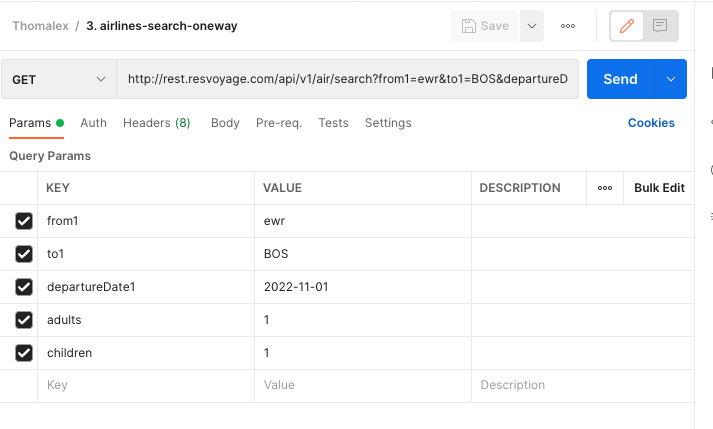 Thomalex / 3. airlines-search-oneway
Save
GET http://rest.resvoyage.com/api/v1/air/search?from1=ewr&to1=BOS&departureD Send
Params Auth Headers (8) Body Pre-req. Tests Settings Cookies
Query Params
KEY VALUE DESCRIPTION Bulk Edit
from1 ewr
to1 BOS
departureDate1 2022-11-01
adults 1
children 1
Key Value Description